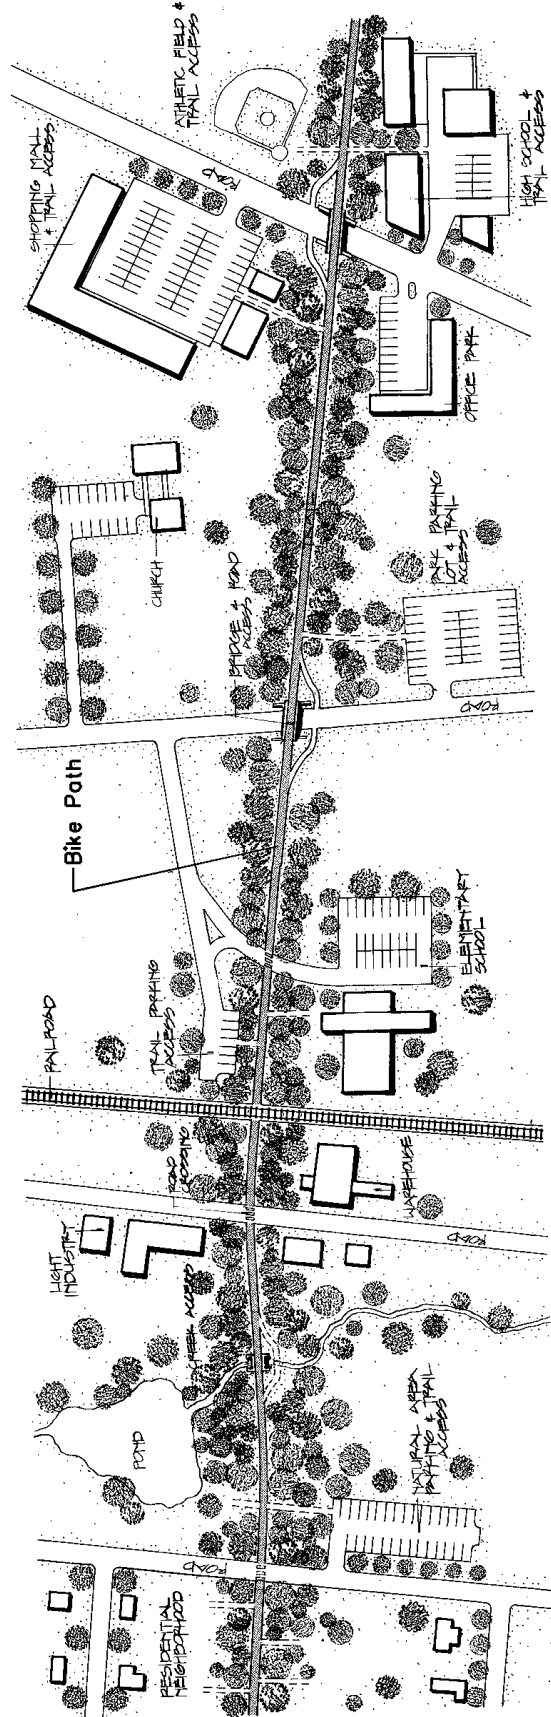 ATHLETIC FIELD &
TRAIL ACCESS
SHOPPING MALL
& TRAIL ACCESS
ROAD
HIGH SCHOOL &
TRAIL ACCESS
OFFICE PARK
CHURCH
BRIDGE & ROAD
ACCESS
PARK PARKING
LOT & TRAIL
ACCESS
ROAD
Bike Path
ELEMENTARY
SCHOOL
TRAIL PARKING
ACCESS
RAILROAD
ROAD
CROSSING
WAREHOUSE
LIGHT
INDUSTRY
ROAD
CREEK ACCESS
POND
NATURAL AREA
PARKING & TRAIL
ACCESS
ROAD
RESIDENTIAL
NEIGHBORHOOD